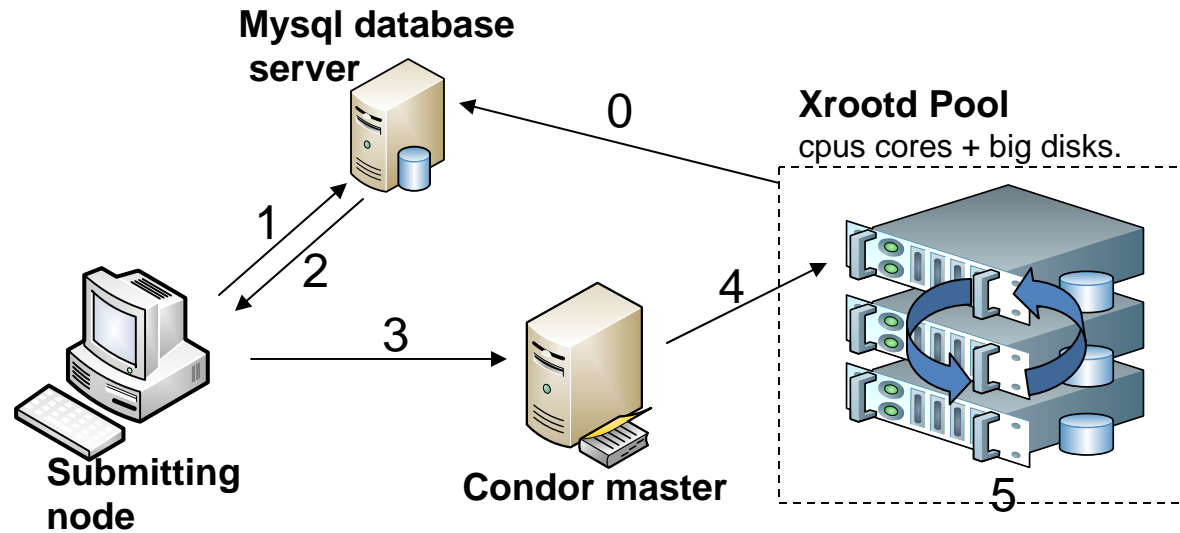 Mysql database
server
0
Xrootd Pool
cpus cores + big disks.
1
2
3
4
Submitting
node
Condor master
5